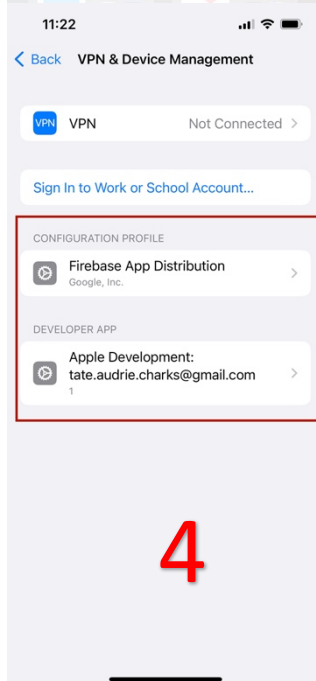 11:22
Back VPN & Device Management
VPN VPN Not Connected
Sign In to Work or School Account...
CONFIGURATION PROFILE
Firebase App Distribution
Google, Inc.
DEVELOPER APP
Apple Development:
tate.audrie.charks@gmail.com
1
4